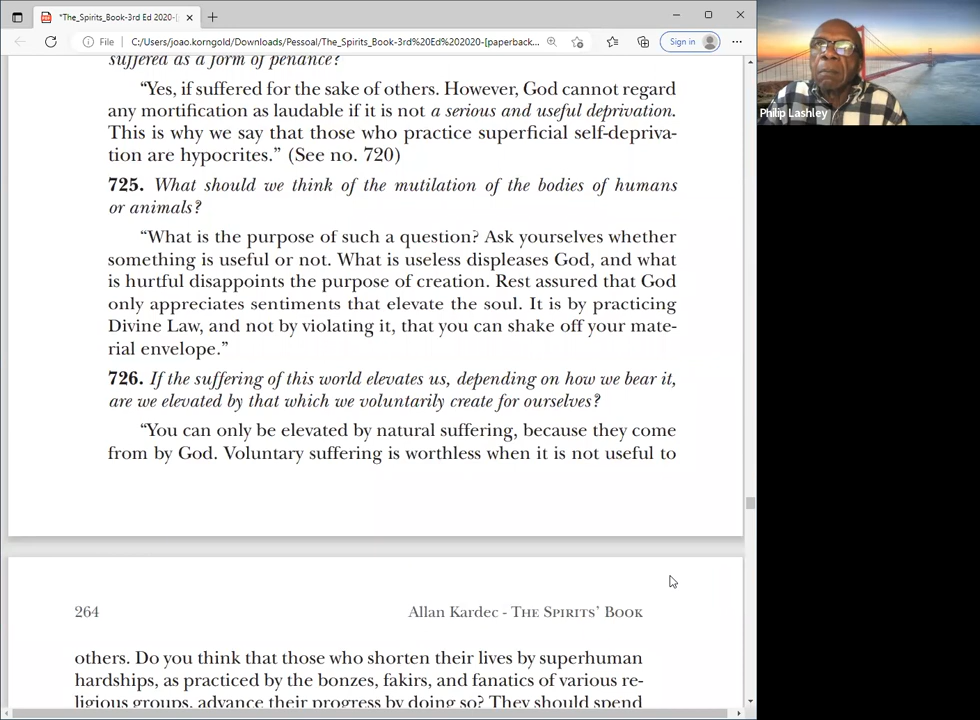 *The_Spirits_Book-3rd Ed 2020-[
File
C:/Users/joao.korngold/Downloads/Pessoal/The_Spirits_Book-3rd%20Ed%202020-[paperback...
Sign in
Philip Lashley
suffered as a form of penance?
“Yes, if suffered for the sake of others. However, God cannot regard
any mortification as laudable if it is not a serious and useful deprivation.
This is why we say that those who practice superficial self-depriva-
tion are hypocrites.” (See no. 720)
725. What should we think of the mutilation of the bodies of humans
or animals?
“What is the purpose of such a question? Ask yourselves whether
something is useful or not. What is useless displeases God, and what
is hurtful disappoints the purpose of creation. Rest assured that God
only appreciates sentiments that elevate the soul. It is by practicing
Divine Law, and not by violating it, that you can shake off your mate-
rial envelope.”
726. If the suffering of this world elevates us, depending on how we bear it,
are we elevated by that which we voluntarily create for ourselves?
“You can only be elevated by natural suffering, because they come
from by God. Voluntary suffering is worthless when it is not useful to
264
Allan Kardec - The Spirits’ Book
others. Do you think that those who shorten their lives by superhuman
hardships, as practiced by the bonzes, fakirs, and fanatics of various re-
ligious groups, advance their progress by doing so? They should spend